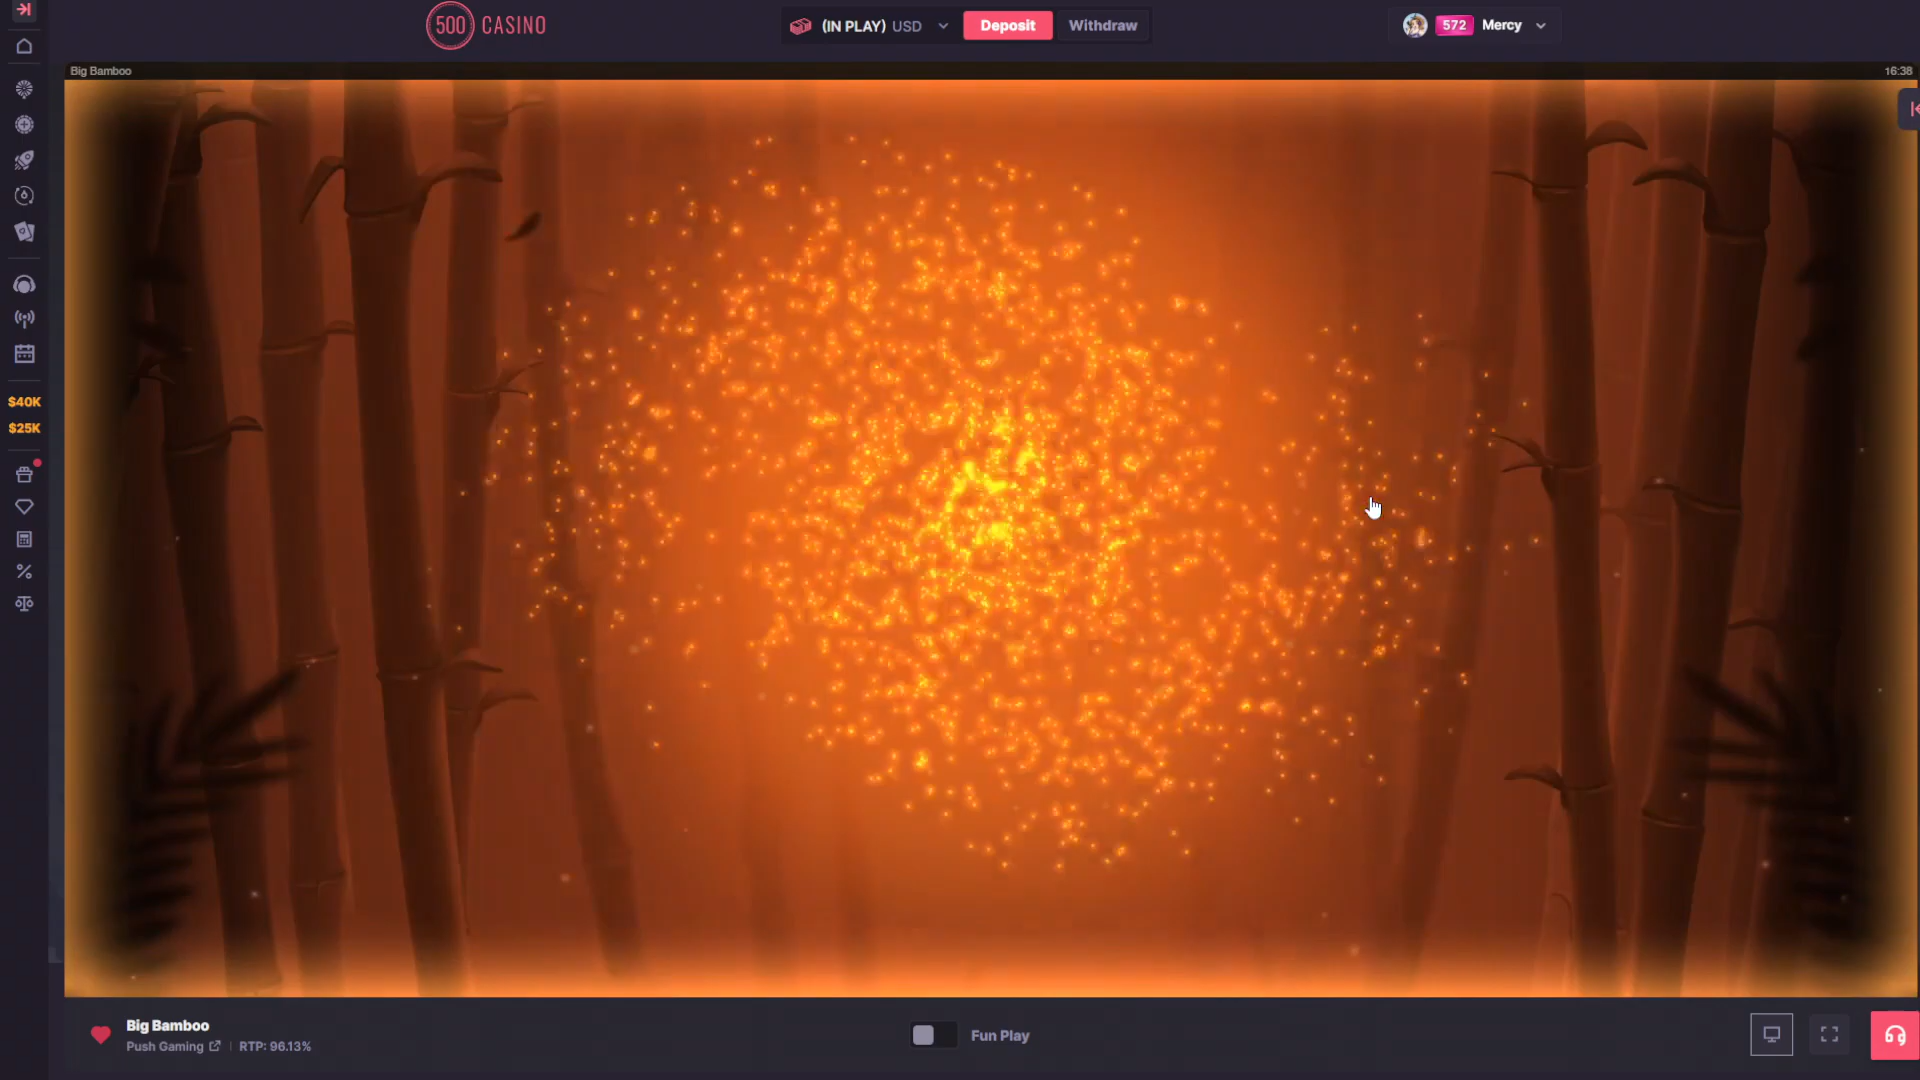 500 CASINO
(IN PLAY) USD
Deposit
Withdraw
572 Mercy
Big Bamboo
16:38
$40K
$25K
Big Bamboo
Push Gaming | RTP: 96.13%
Fun Play